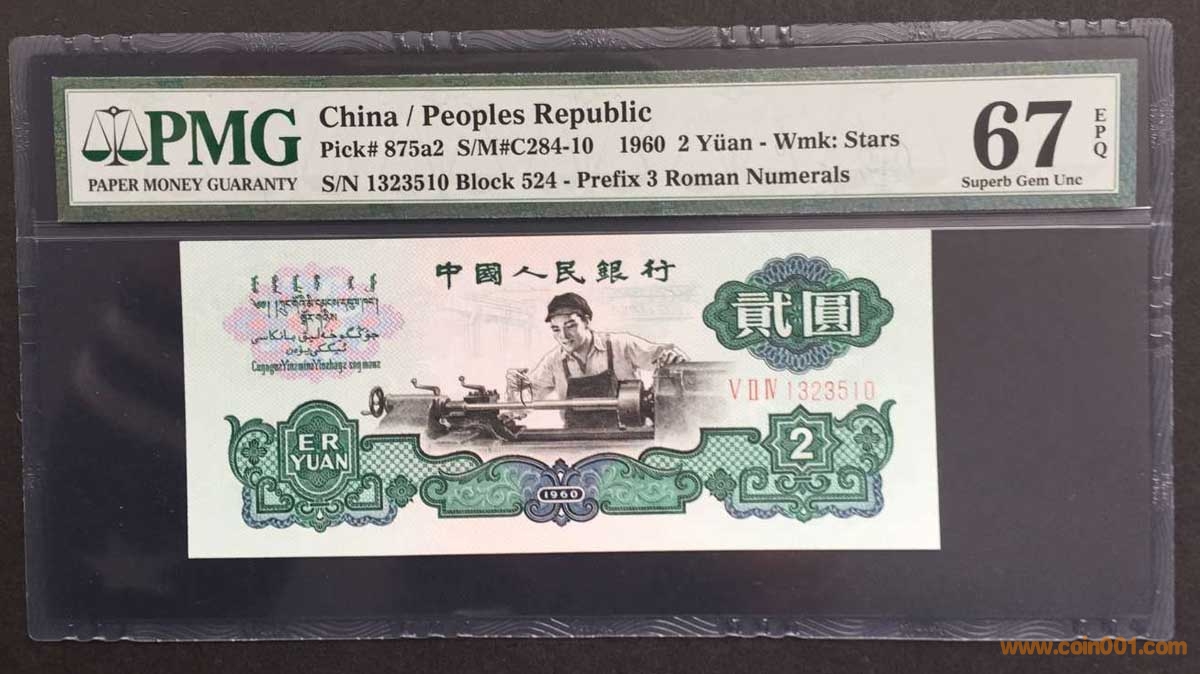 PMG
PAPER MONEY GUARANTY
China / Peoples Republic
Pick# 875a2 S/M#C284-10 1960 2 Yüan - Wmk: Stars
S/N 1323510 Block 524 - Prefix 3 Roman Numerals
67
EPQ
Superb Gem Unc
中國人民銀行
貳圓
V II IV 1323510
ER
YUAN
2
1960
www.coin001.com